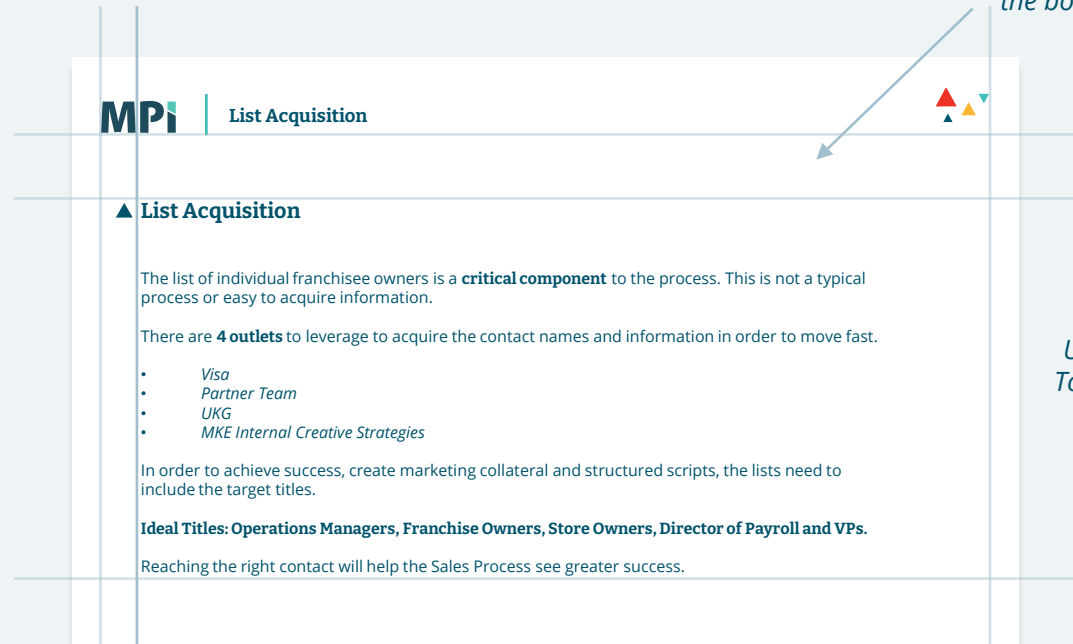 the bo
MPi
List Acquisition
List Acquisition
The list of individual franchisee owners is a critical component to the process. This is not a typical
process or easy to acquire information.
There are 4 outlets to leverage to acquire the contact names and information in order to move fast.
U
To
• Visa
• Partner Team
• UKG
• MKE Internal Creative Strategies
In order to achieve success, create marketing collateral and structured scripts, the lists need to
include the target titles.
Ideal Titles: Operations Managers, Franchise Owners, Store Owners, Director of Payroll and VPs.
Reaching the right contact will help the Sales Process see greater success.